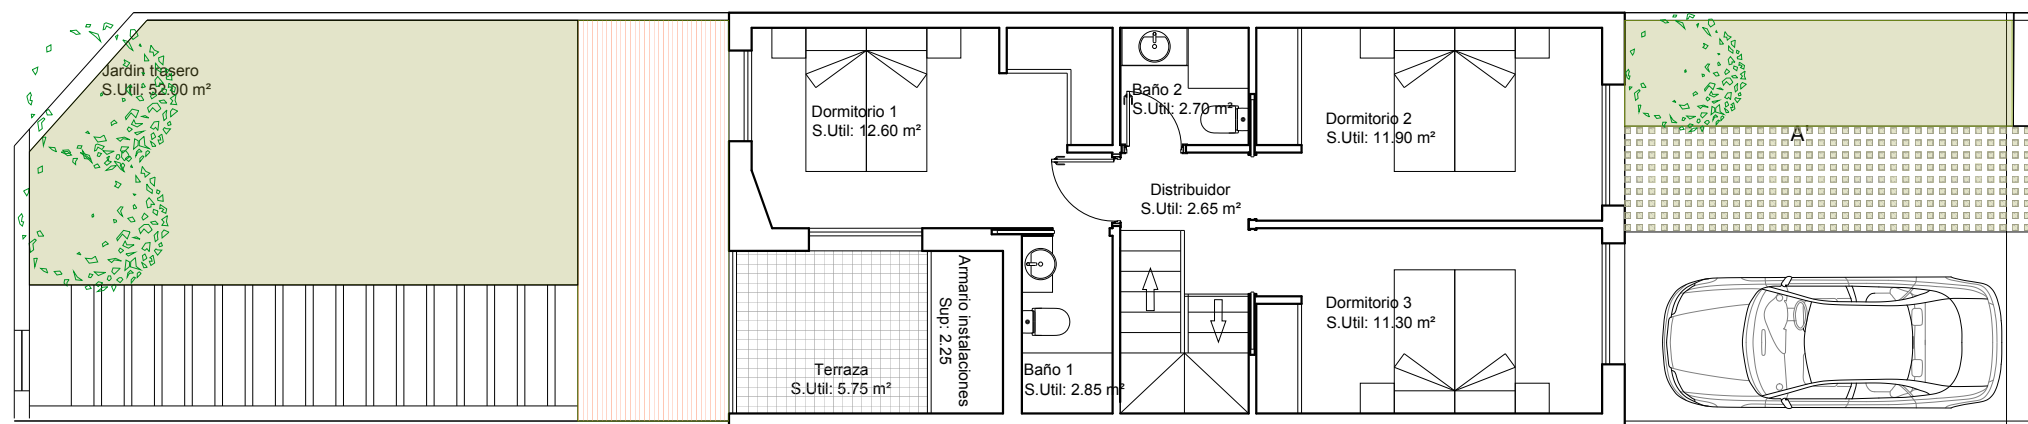 Jardin trasero
S.Util: 52.00 m²
Dormitorio 1
S.Util: 12.60 m²
Baño 2
S.Util: 2.70 m²
Dormitorio 2
S.Util: 11.90 m²
A'
Distribuidor
S.Util: 2.65 m²
Armario instalaciones
Sup: 2.25
Dormitorio 3
S.Util: 11.30 m²
Terraza
S.Util: 5.75 m²
Baño 1
S.Util: 2.85 m²